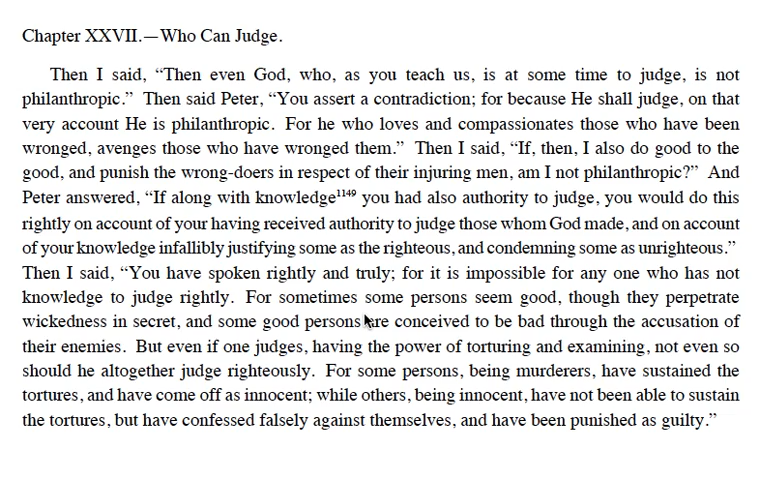 Chapter XXVII.—Who Can Judge.
Then I said, “Then even God, who, as you teach us, is at some time to judge, is not
philanthropic.” Then said Peter, “You assert a contradiction; for because He shall judge, on that
very account He is philanthropic. For he who loves and compassionates those who have been
wronged, avenges those who have wronged them.” Then I said, “If, then, I also do good to the
good, and punish the wrong-doers in respect of their injuring men, am I not philanthropic?” And
Peter answered, “If along with knowledge1149 you had also authority to judge, you would do this
rightly on account of your having received authority to judge those whom God made, and on account
of your knowledge infallibly justifying some as the righteous, and condemning some as unrighteous.”
Then I said, “You have spoken rightly and truly; for it is impossible for any one who has not
knowledge to judge rightly. For sometimes some persons seem good, though they perpetrate
wickedness in secret, and some good persons are conceived to be bad through the accusation of
their enemies. But even if one judges, having the power of torturing and examining, not even so
should he altogether judge righteously. For some persons, being murderers, have sustained the
tortures, and have come off as innocent; while others, being innocent, have not been able to sustain
the tortures, but have confessed falsely against themselves, and have been punished as guilty.”